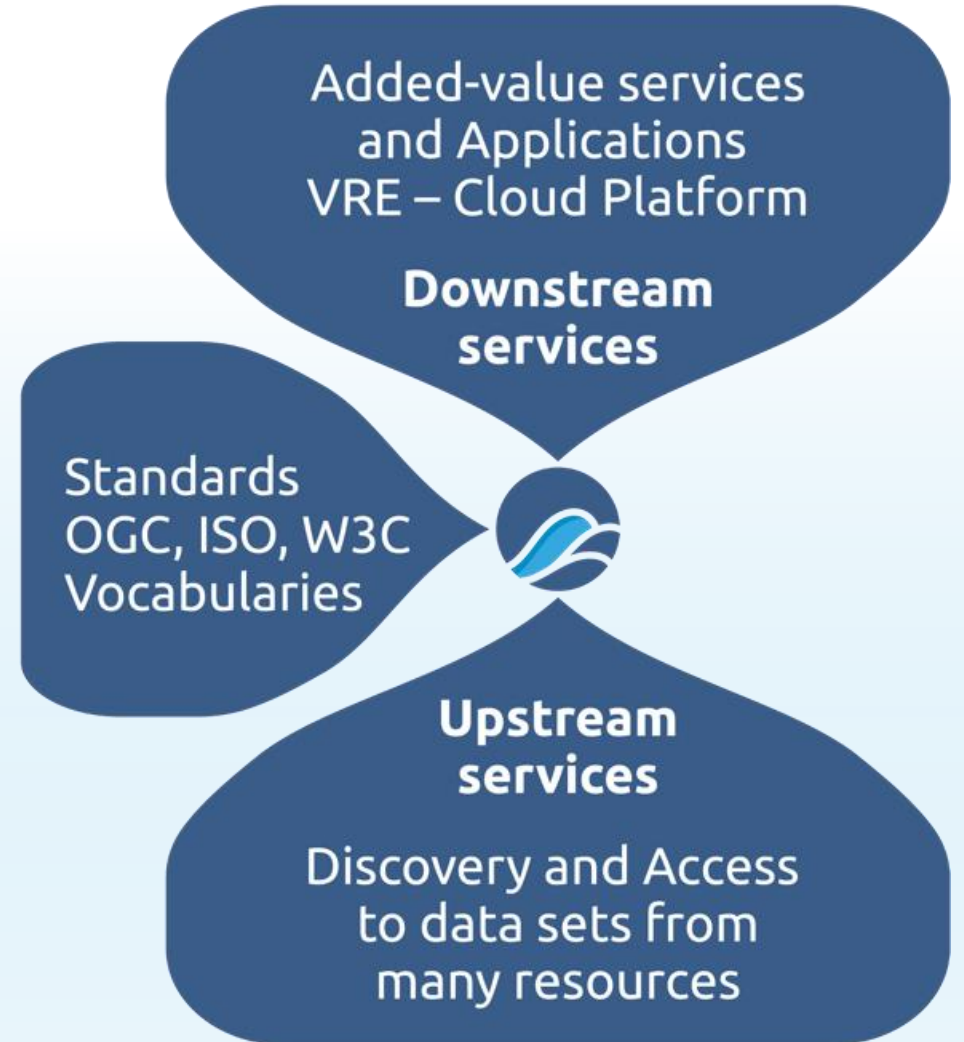 Added-value services
and Applications
VRE – Cloud Platform
Downstream
services
Standards
OGC, ISO, W3C
Vocabularies
Upstream
services
Discovery and Access
to data sets from
many resources